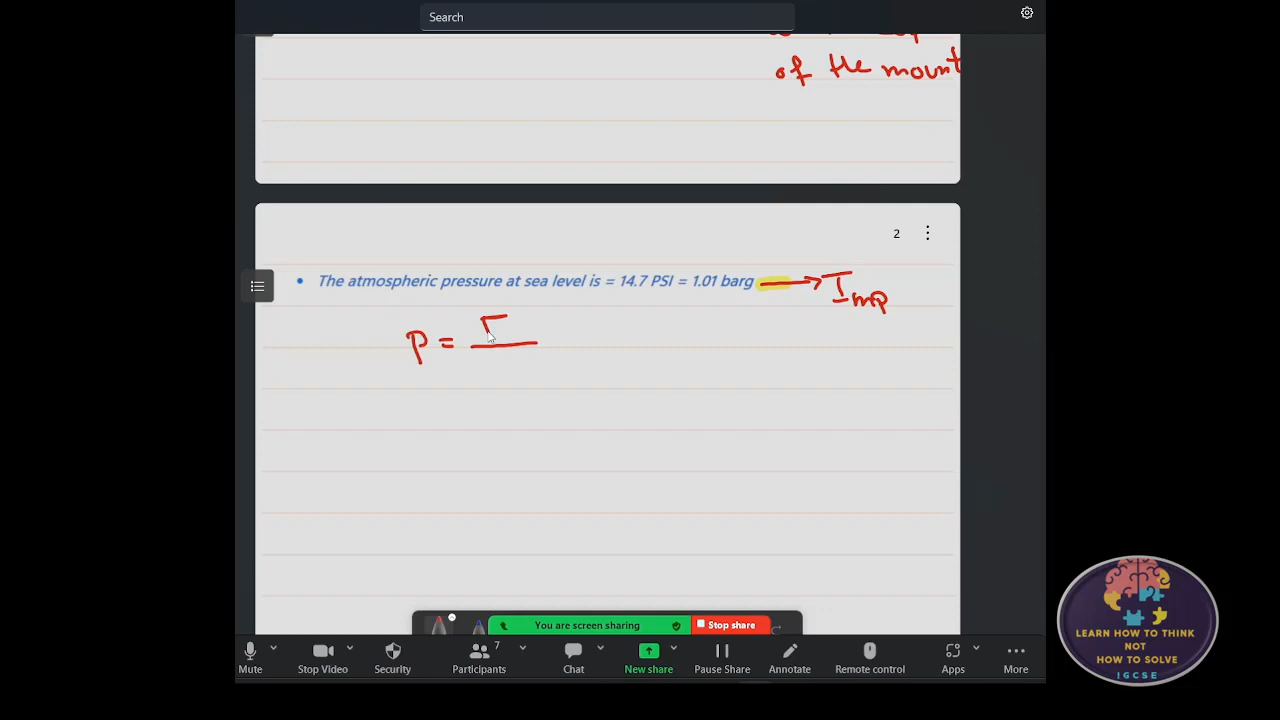 Search
of the mount
2
• The atmospheric pressure at sea level is = 14.7 PSI = 1.01 barg → Imp
P =
You are screen sharing
Stop share
Mute
Stop Video
Security
7
Participants
Chat
New share
Pause Share
Annotate
Remote control
Apps
More
LEARN HOW TO THINK
NOT
HOW TO SOLVE
!GCSE